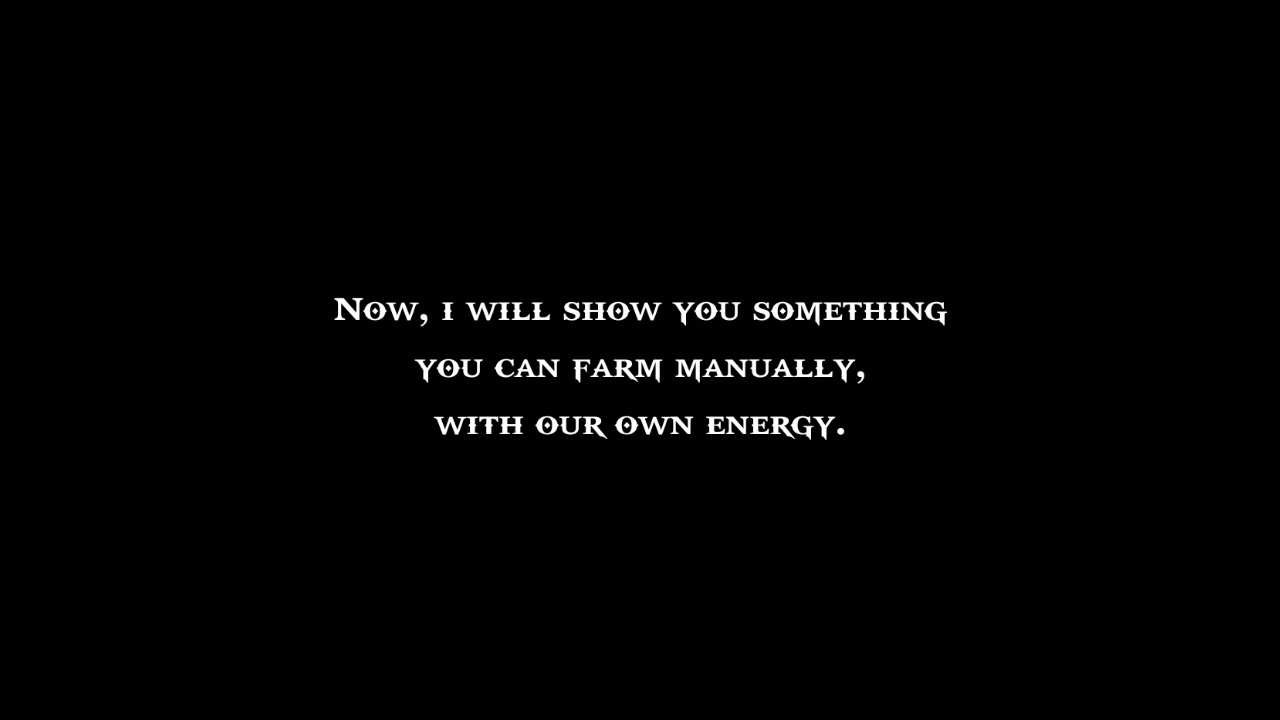 Now, i will show you something
you can farm manually,
with our own energy.